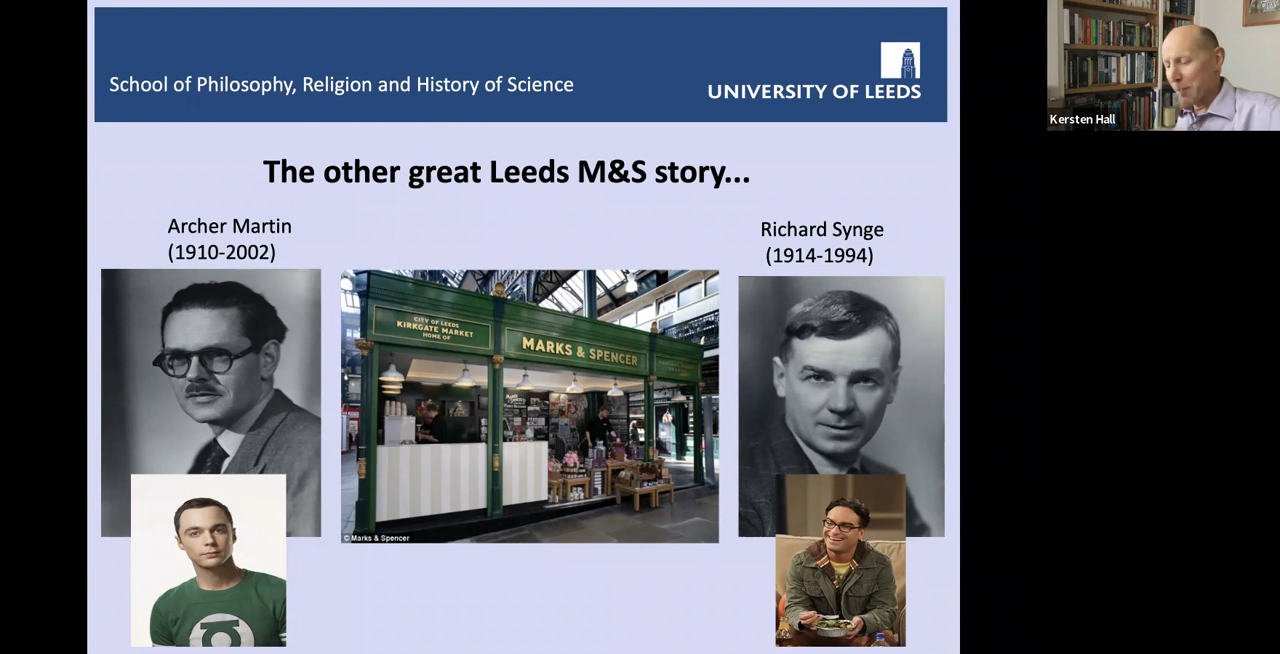 School of Philosophy, Religion and History of Science
UNIVERSITY OF LEEDS
Kersten Hall
The other great Leeds M&S story...
Archer Martin
(1910-2002)
Richard Synge
(1914-1994)
CITY OF LEEDS
KIRKGATE MARKET
HOME OF
MARKS & SPENCER
© Marks & Spencer